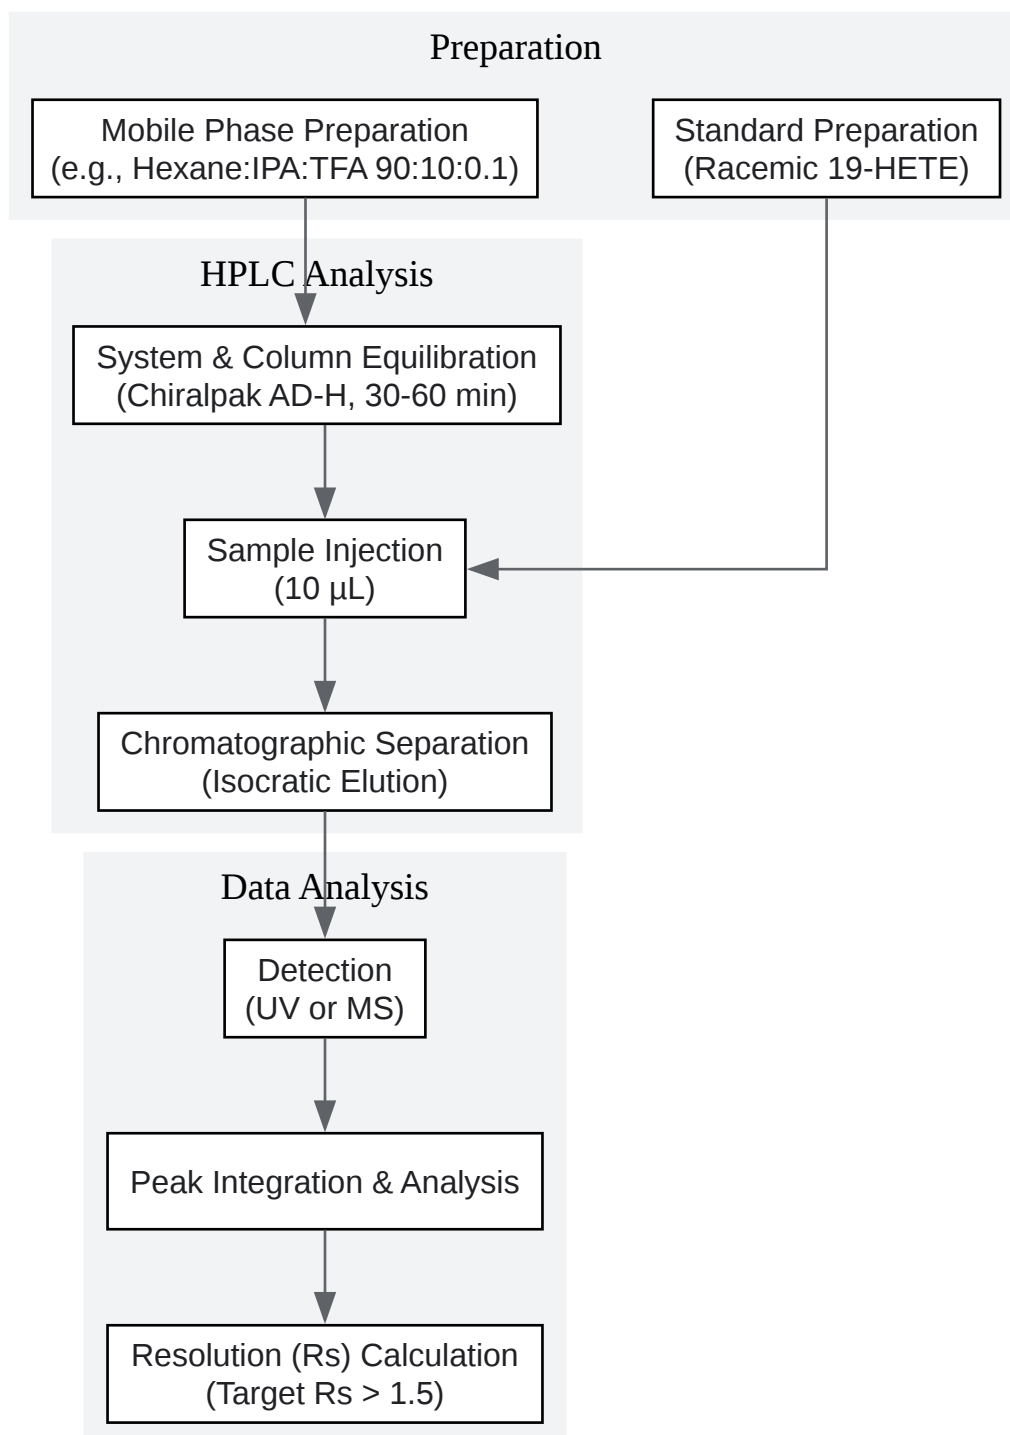 Preparation
Mobile Phase Preparation
(e.g., Hexane:IPA:TFA 90:10:0.1)
Standard Preparation
(Racemic 19-HETE)
HPLC Analysis
System & Column Equilibration
(Chiralpak AD-H, 30-60 min)
Sample Injection
(10 µL)
Chromatographic Separation
(Isocratic Elution)
Data Analysis
Detection
(UV or MS)
Peak Integration & Analysis
Resolution (Rs) Calculation
(Target Rs > 1.5)